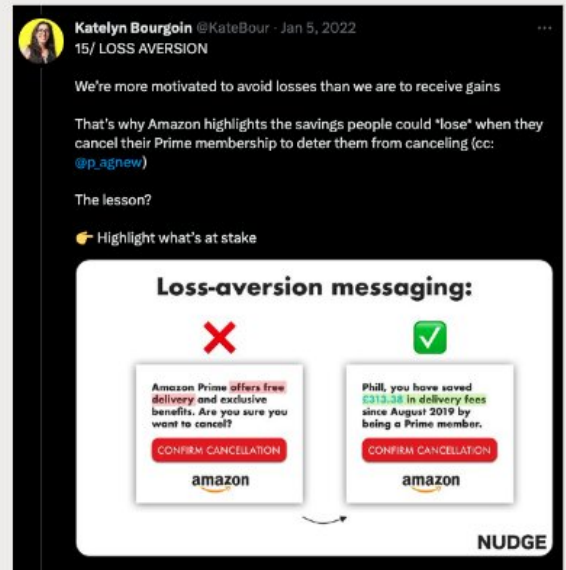 Katelyn Bourgoin @KateBour · Jan 5, 2022
15/ LOSS AVERSION
We're more motivated to avoid losses than we are to receive gains
That's why Amazon highlights the savings people could *lose* when they
cancel their Prime membership to deter them from canceling (cc:
@p_agnew)
The lesson?
👉 Highlight what's at stake
Loss-aversion messaging:
Amazon Prime offers free
delivery and exclusive
benefits. Are you sure you
want to cancel?
CONFIRM CANCELLATION
amazon
Phill, you have saved
£313.38 in delivery fees
since August 2019 by
being a Prime member.
CONFIRM CANCELLATION
amazon
NUDGE